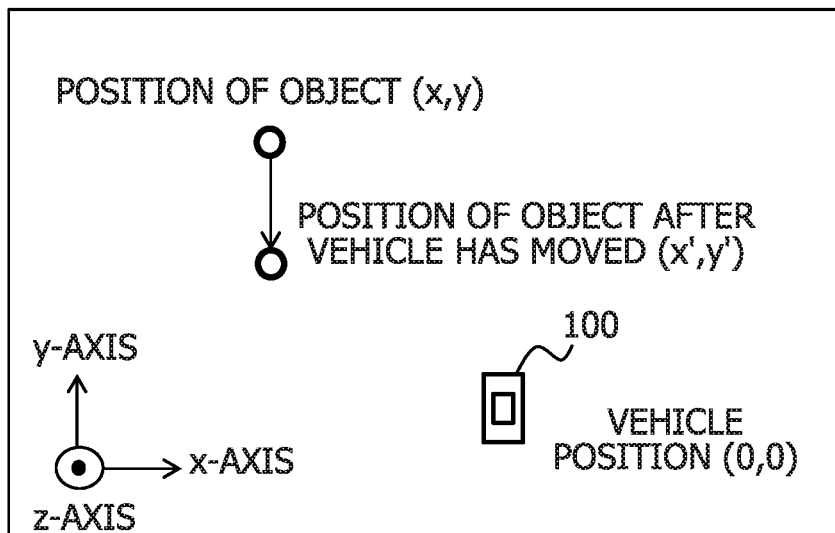 POSITION OF OBJECT (x,y)
POSITION OF OBJECT AFTER
VEHICLE HAS MOVED (x',y')
100
y-AXIS
VEHICLE
POSITION (0,0)
x-AXIS
z-AXIS